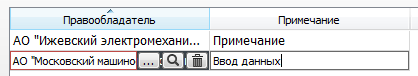 Правообладатель Примечание
АО "Ижевский электромехани... Примечание
АО "Московский машино ... Ввод данных